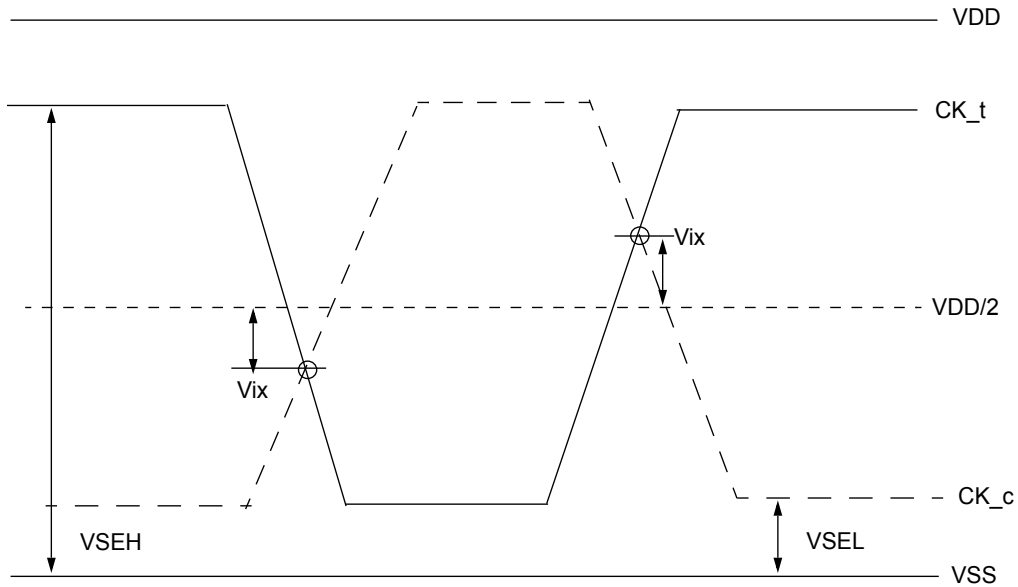 VDD
CK_t
Vix
VDD/2
Vix
CK_c
VSEH
VSEL
VSS